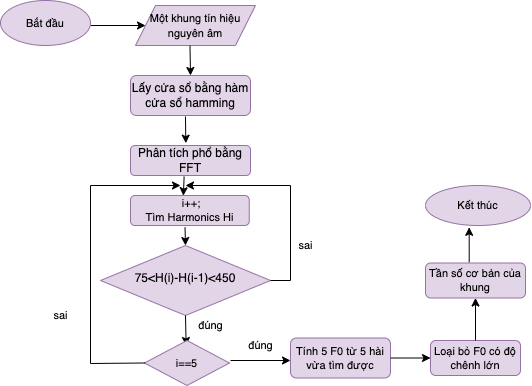 Bắt đầu
Một khung tín hiệu
nguyên âm
Lấy cửa sổ bằng hàm
cửa sổ hamming
Phân tích phổ bằng
FFT
i++;
Tìm Harmonics Hi
75<H(i)-H(i-1)<450
sai
sai
đúng
i==5
đúng
Tính 5 F0 từ 5 hài
vừa tìm được
Loại bỏ F0 có độ
chênh lớn
Tần số cơ bản của
khung
Kết thúc